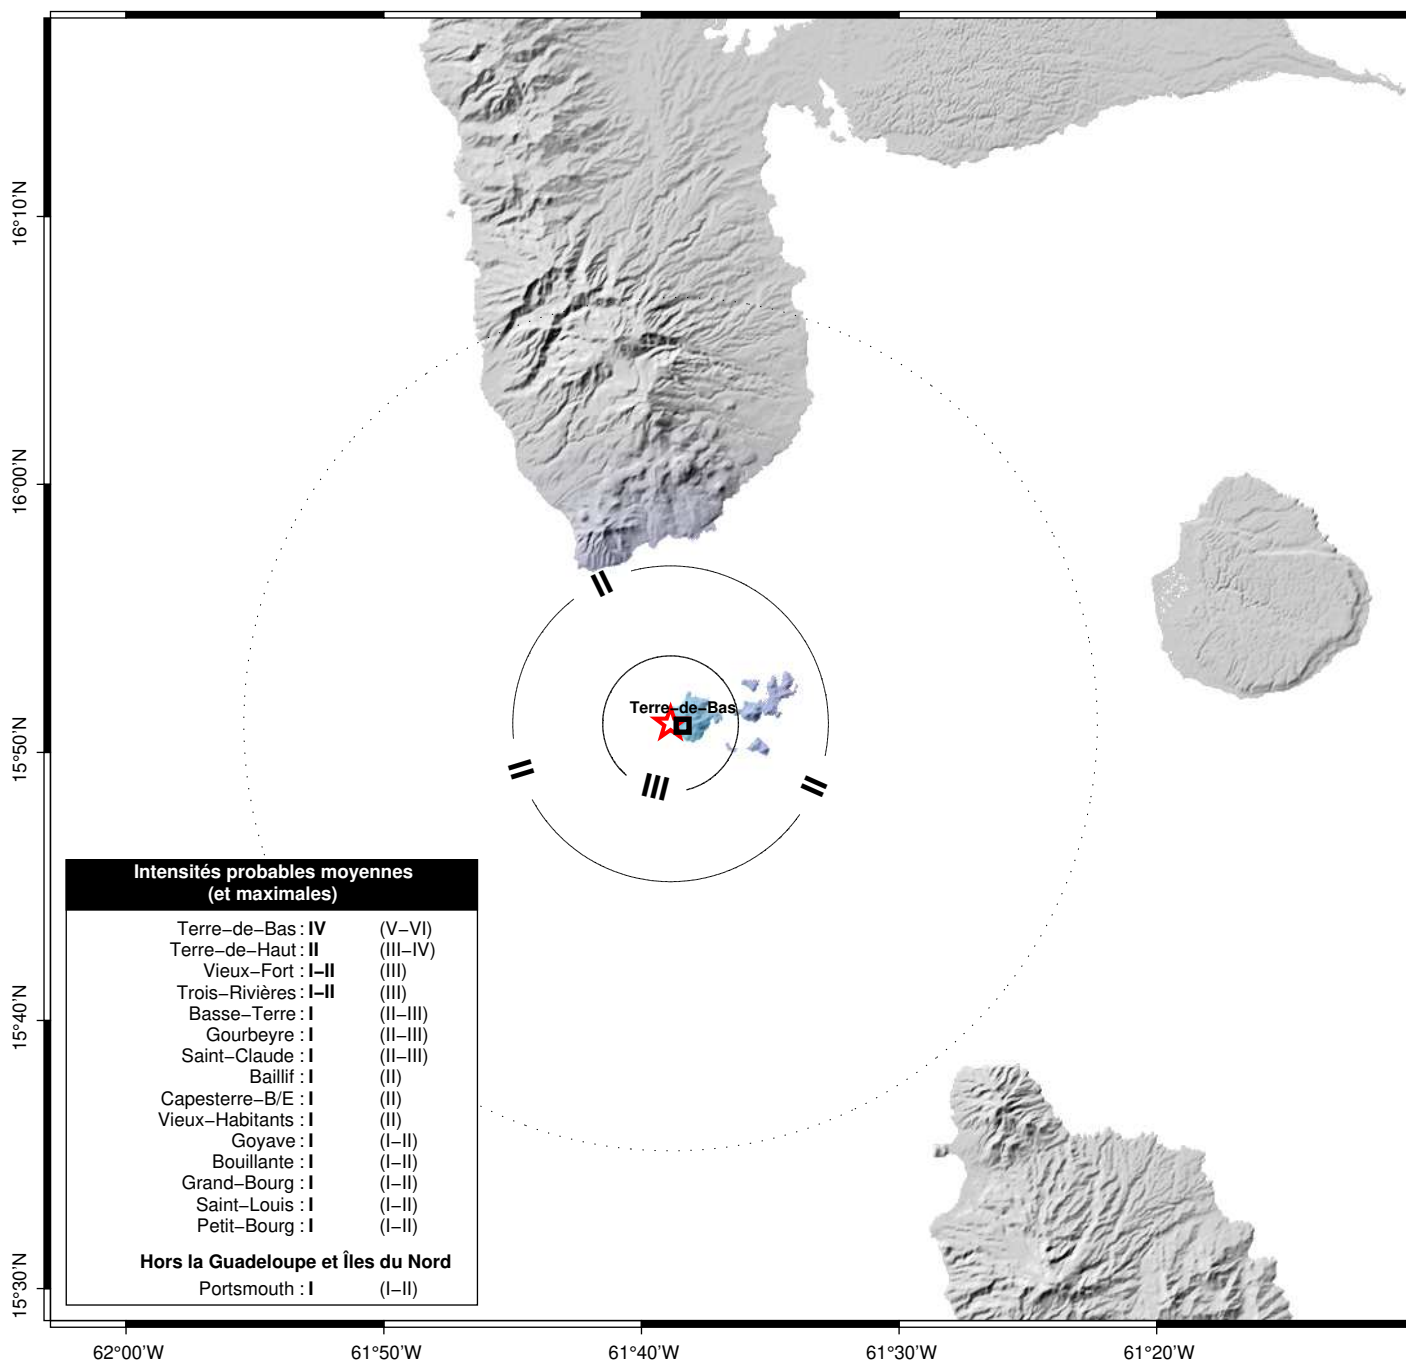 16°10'N
16°00'N
15°50'N
15°40'N
15°30'N
II
Terre−de−Bas
II
III
II
Intensités probables moyennes
(et maximales)
Terre−de−Bas : IV (V−VI)
Terre−de−Haut : II (III−IV)
Vieux−Fort : I−II (III)
Trois−Rivières : I−II (III)
Basse−Terre : I (II−III)
Gourbeyre : I (II−III)
Saint−Claude : I (II−III)
Baillif : I (II)
Capesterre−B/E : I (II)
Vieux−Habitants : I (II)
Goyave : I (I−II)
Bouillante : I (I−II)
Grand−Bourg : I (I−II)
Saint−Louis : I (I−II)
Petit−Bourg : I (I−II)
Hors la Guadeloupe et Îles du Nord
Portsmouth : I (I−II)
62°00'W 61°50'W 61°40'W 61°30'W 61°20'W